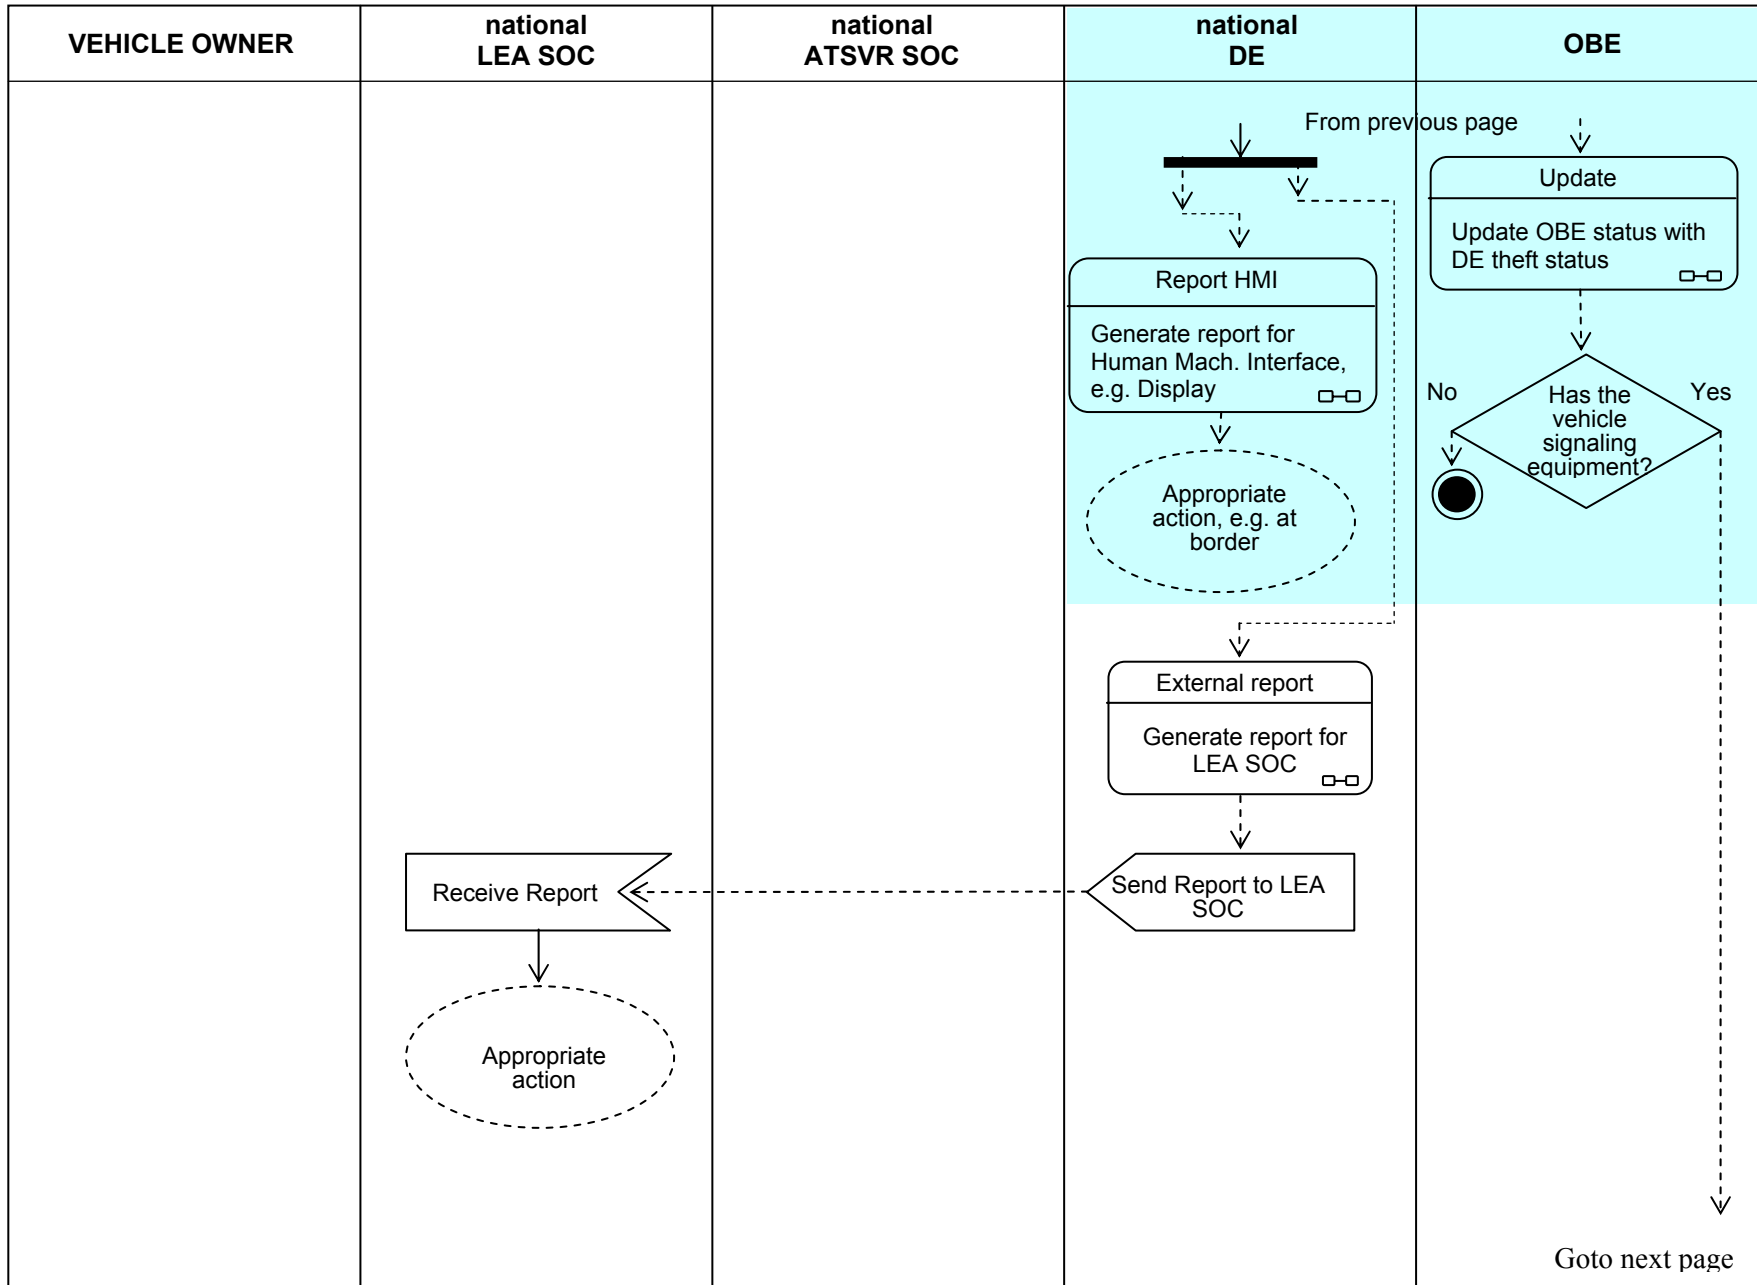 VEHICLE OWNER
national
LEA SOC
national
ATSVR SOC
national
DE
OBE
From previous page
Update
Update OBE status with
DE theft status
Report HMI
Generate report for
Human Mach. Interface,
e.g. Display
No
Yes
Has the
vehicle
signaling
equipment?
Appropriate
action, e.g. at
border
External report
Generate report for
LEA SOC
Receive Report
Send Report to LEA
SOC
Appropriate
action
Goto next page